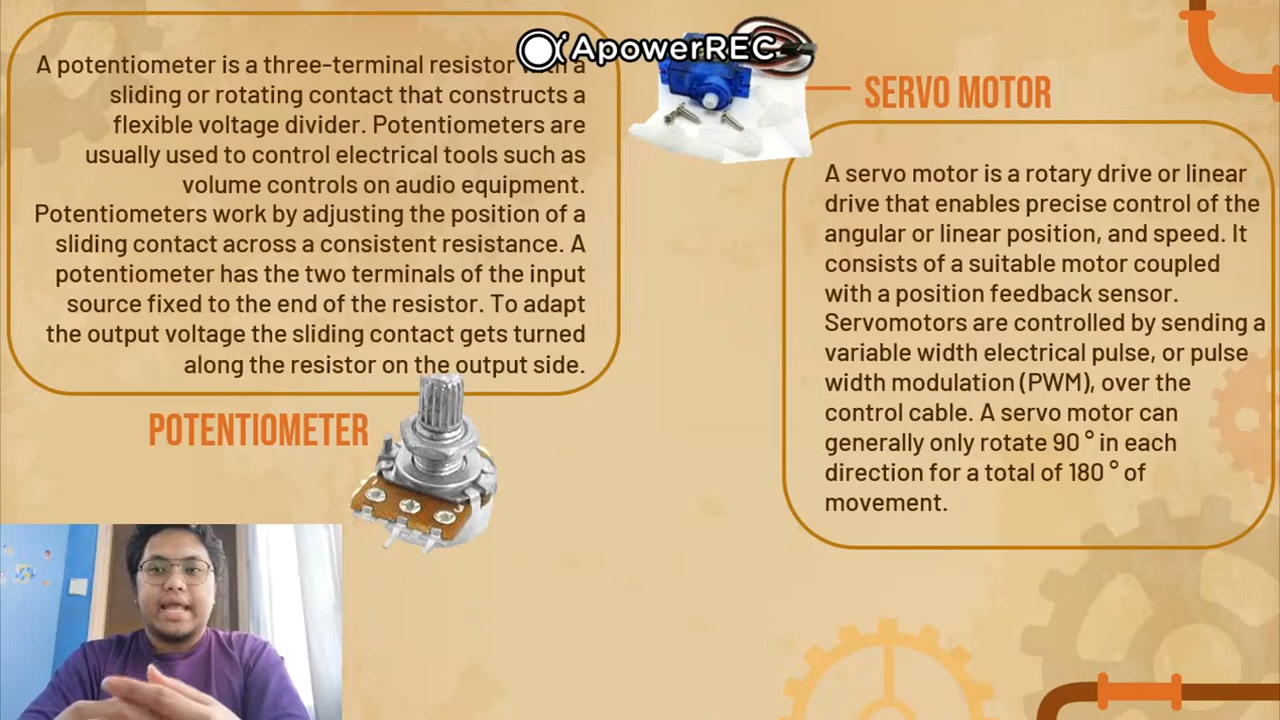 ApowerREC
A potentiometer is a three-terminal resistor with a
sliding or rotating contact that constructs a
flexible voltage divider. Potentiometers are
usually used to control electrical tools such as
volume controls on audio equipment.
Potentiometers work by adjusting the position of a
sliding contact across a consistent resistance. A
potentiometer has the two terminals of the input
source fixed to the end of the resistor. To adapt
the output voltage the sliding contact gets turned
along the resistor on the output side.
POTENTIOMETER
SERVO MOTOR
A servo motor is a rotary drive or linear
drive that enables precise control of the
angular or linear position, and speed. It
consists of a suitable motor coupled
with a position feedback sensor.
Servomotors are controlled by sending a
variable width electrical pulse, or pulse
width modulation (PWM), over the
control cable. A servo motor can
generally only rotate 90 ° in each
direction for a total of 180 ° of
movement.